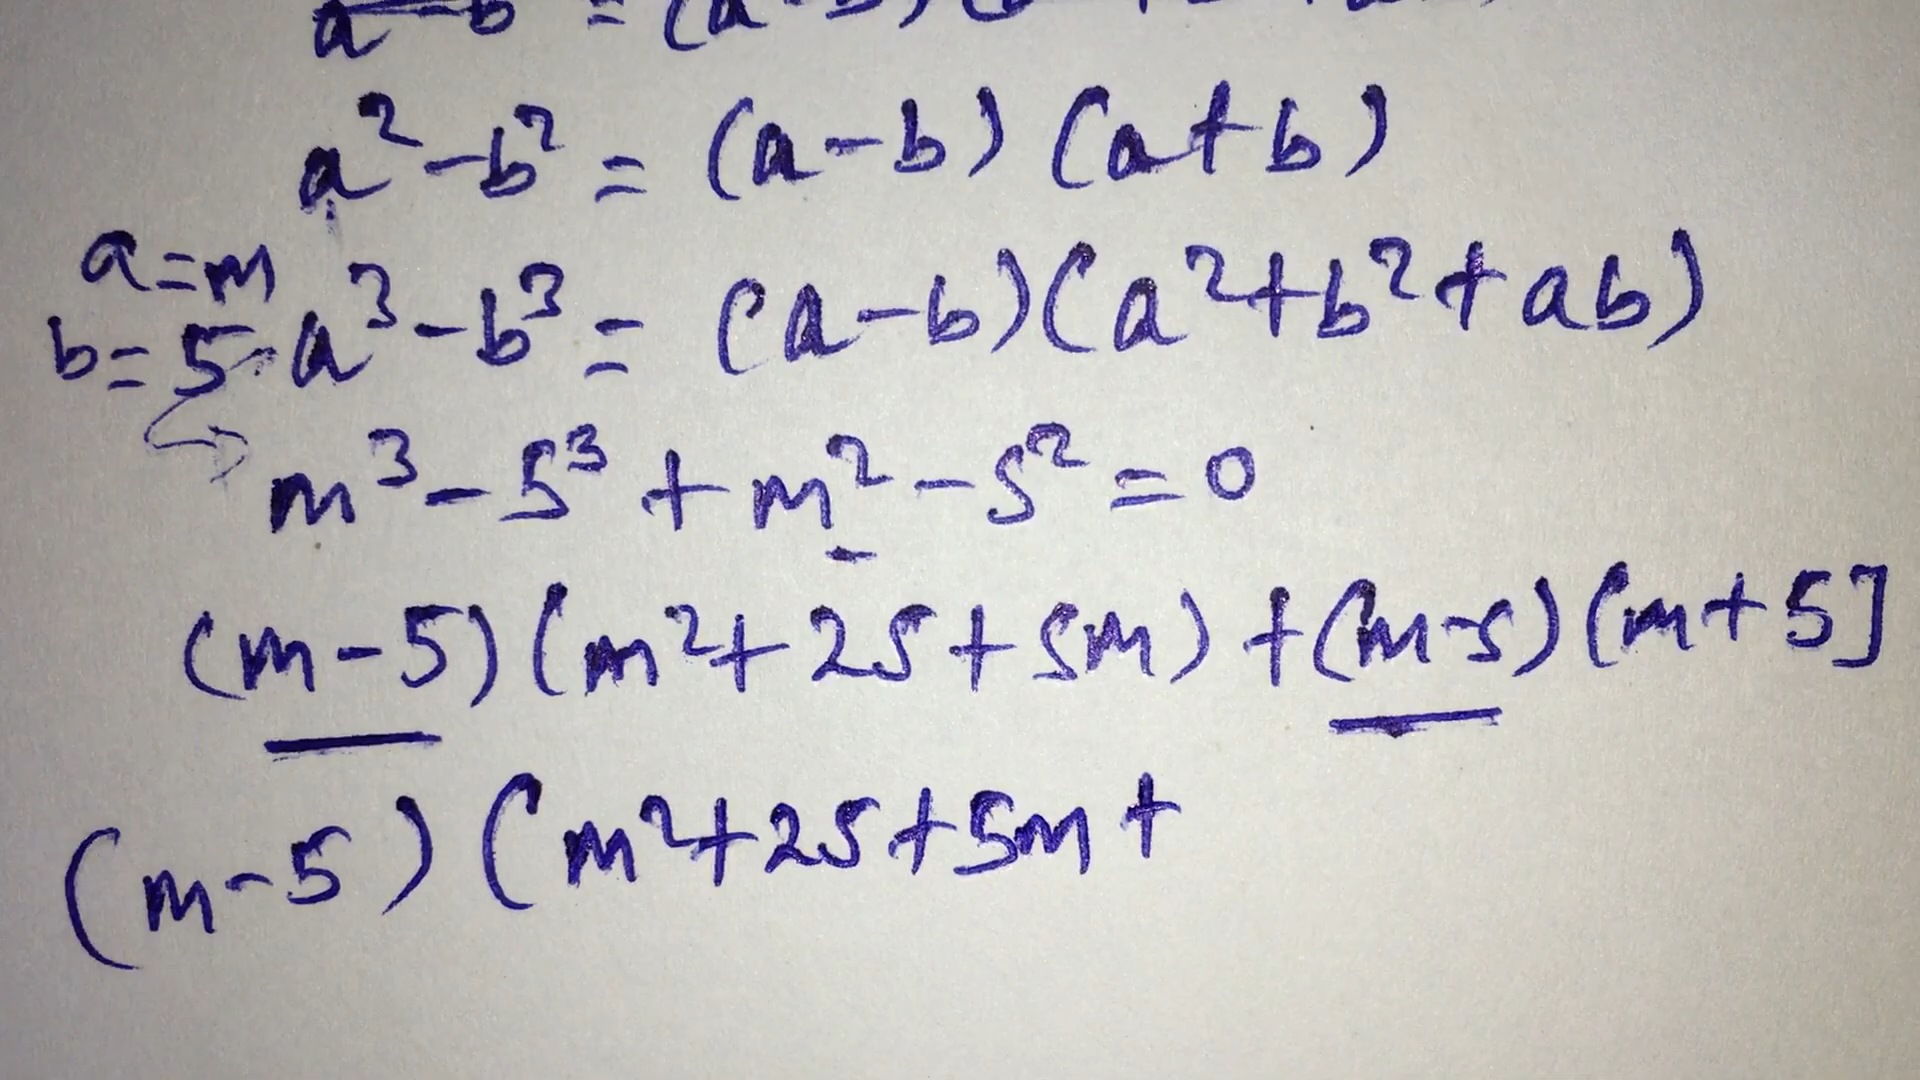 a²-b² = (a-b) (a+b)
a=m
b=5 a³-b³ = (a-b)(a²+b²+ab)
m³-5³+m²-5²=0
(m-5)(m²+25+5m)+(m-5)(m+5]
(m-5)(m²+25+5m+